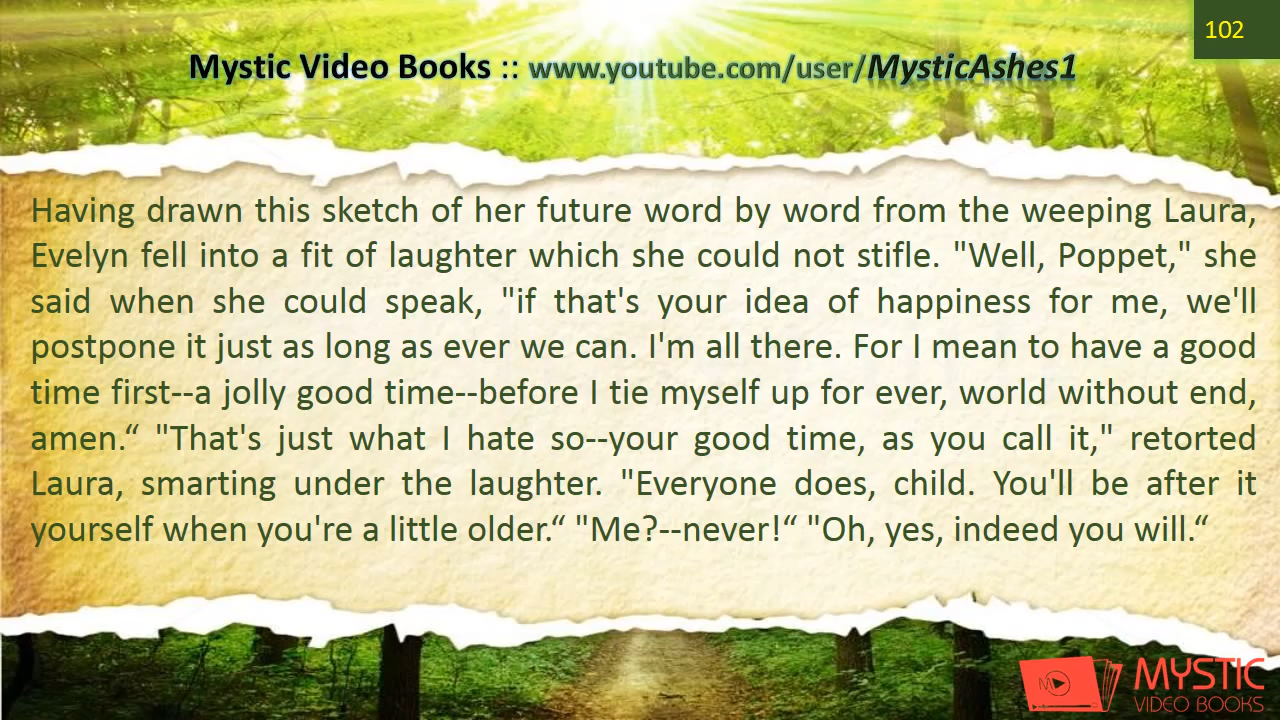 102
Mystic Video Books :: www.youtube.com/user/MysticAshes1
Having drawn this sketch of her future word by word from the weeping Laura,
Evelyn fell into a fit of laughter which she could not stifle. "Well, Poppet," she
said when she could speak, "if that's your idea of happiness for me, we'll
postpone it just as long as ever we can. I'm all there. For I mean to have a good
time first--a jolly good time--before I tie myself up for ever, world without end,
amen.“ "That's just what I hate so--your good time, as you call it," retorted
Laura, smarting under the laughter. "Everyone does, child. You'll be after it
yourself when you're a little older.“ "Me?--never!“ "Oh, yes, indeed you will.“
MYSTIC
VIDEO BOOKS